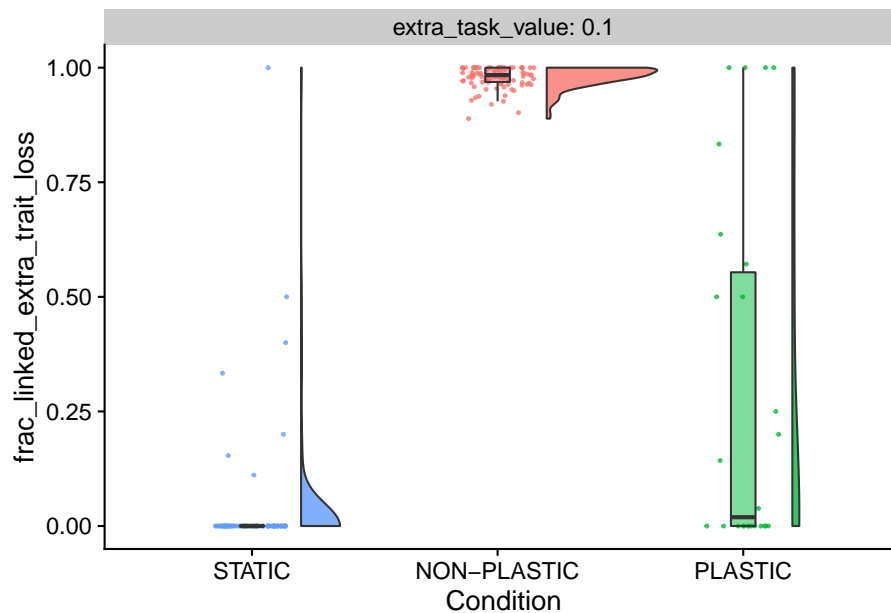 extra_task_value: 0.1
frac_linked_extra_trait_loss
1.00
0.75
0.50
0.25
0.00
STATIC
NON−PLASTIC
PLASTIC
Condition